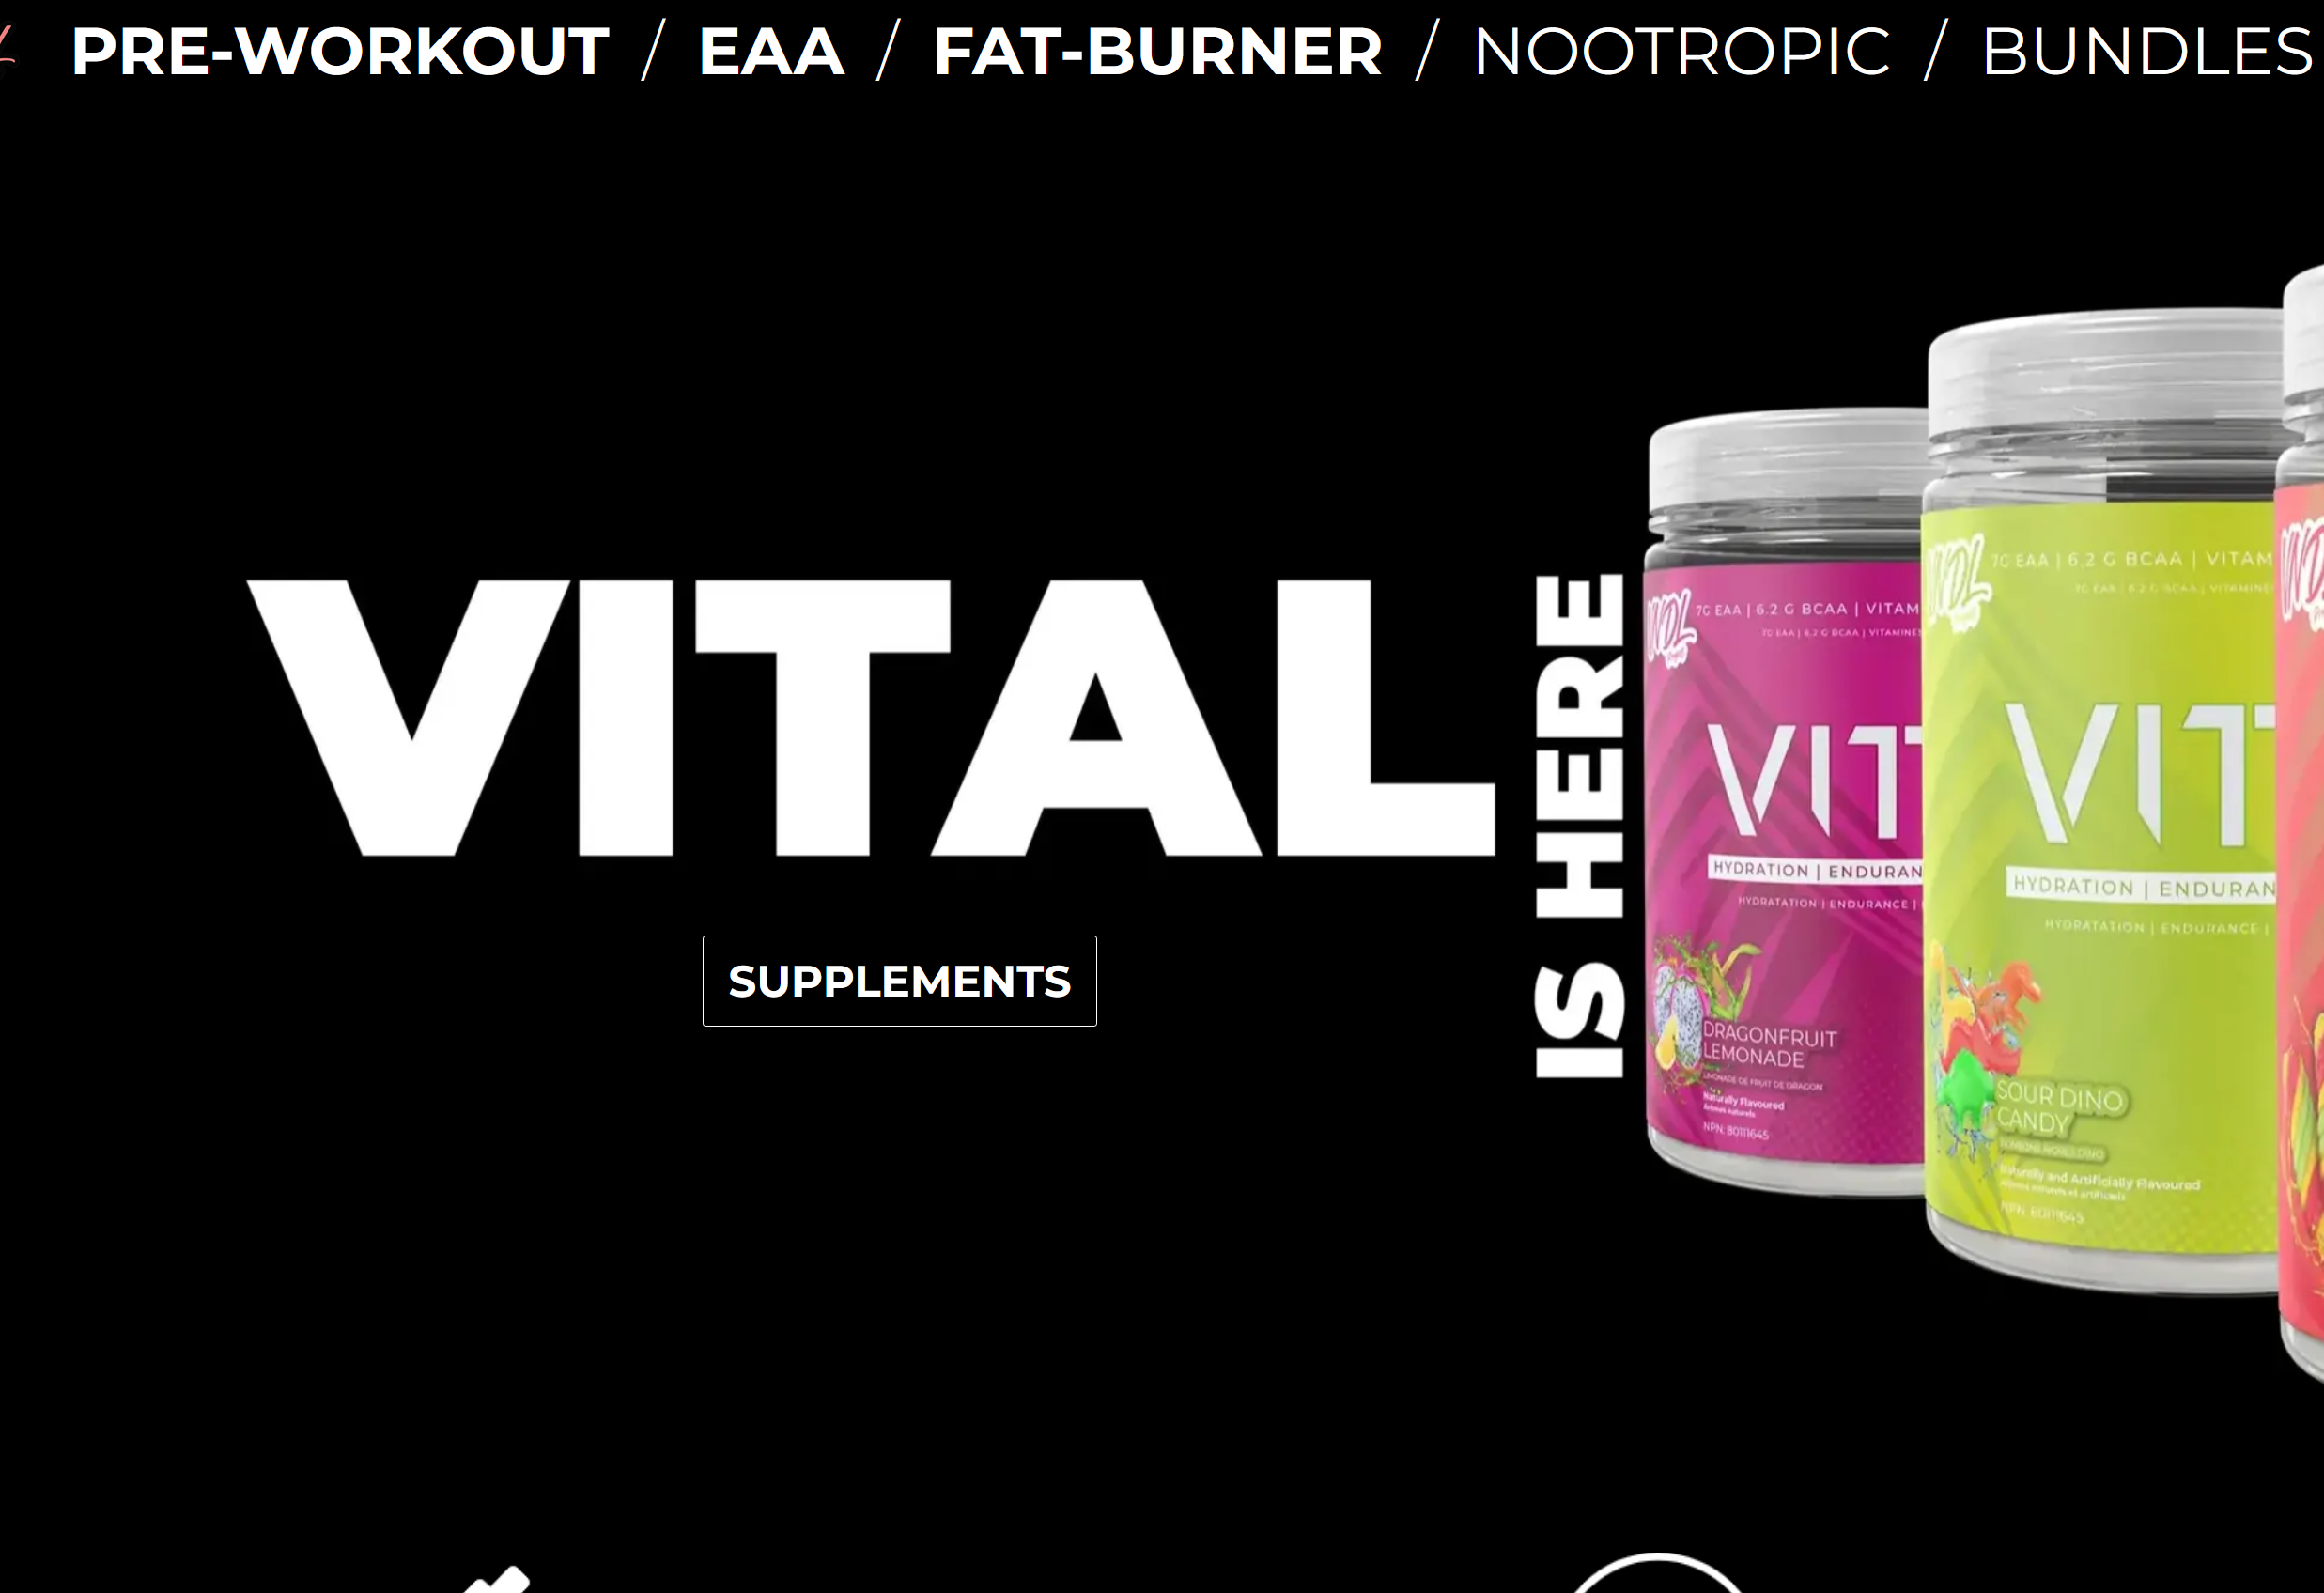 PRE-WORKOUT / EAA / FAT-BURNER / NOOTROPIC / BUNDLES
VITAL
IS HERE
SUPPLEMENTS
WDL
7G EAA | 6.2 G BCAA | VITAM
7G EAA | 6.2 G BCAA | VITAMINES
VIT
HYDRATION | ENDURAN
HYDRATATION | ENDURANCE |
DRAGONFRUIT
LEMONADE
LIMONADE DE FRUIT DE DRAGON
Naturally Flavoured
Arômes naturels
NPN: 80111645
WDL
7G EAA | 6.2 G BCAA | VITAM
7G EAA | 6.2 G BCAA | VITAMINES
VIT
HYDRATION | ENDURAN
HYDRATATION | ENDURANCE |
SOUR DINO
CANDY
Naturally and Artificially Flavoured
Arômes naturels et artificiels
NPN: 80111645